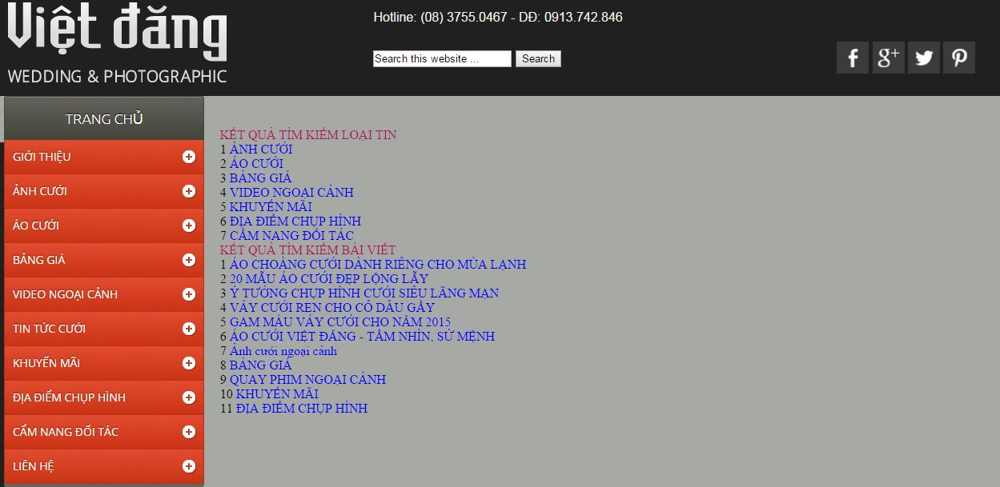 Việt đăng
WEDDING & PHOTOGRAPHIC
Hotline: (08) 3755.0467 - DĐ: 0913.742.846
Search this website ... Search
f g+
TRANG CHỦ
GIỚI THIỆU
ẢNH CƯỚI
ÁO CƯỚI
BẢNG GIÁ
VIDEO NGOẠI CẢNH
TIN TỨC CƯỚI
KHUYẾN MÃI
ĐỊA ĐIỂM CHỤP HÌNH
CẨM NANG ĐỐI TÁC
LIÊN HỆ
KẾT QUẢ TÌM KIẾM LOẠI TIN
1 ẢNH CƯỚI
2 ÁO CƯỚI
3 BẢNG GIÁ
4 VIDEO NGOẠI CẢNH
5 KHUYẾN MÃI
6 ĐỊA ĐIỂM CHỤP HÌNH
7 CẨM NANG ĐỐI TÁC
KẾT QUẢ TÌM KIẾM BÀI VIẾT
1 ÁO CHOÀNG CƯỚI DÀNH RIÊNG CHO MÙA LẠNH
2 20 MẪU ÁO CƯỚI ĐẸP LỘNG LẪY
3 Ý TƯỞNG CHỤP HÌNH CƯỚI SIÊU LÃNG MẠN
4 VÁY CƯỚI REN CHO CÔ DÂU GẦY
5 GAM MÀU VÁY CƯỚI CHO NĂM 2015
6 ÁO CƯỚI VIỆT ĐĂNG - TẦM NHÌN, SỨ MỆNH
7 Ảnh cưới ngoại cảnh
8 BẢNG GIÁ
9 QUAY PHIM NGOẠI CẢNH
10 KHUYẾN MÃI
11 ĐỊA ĐIỂM CHỤP HÌNH